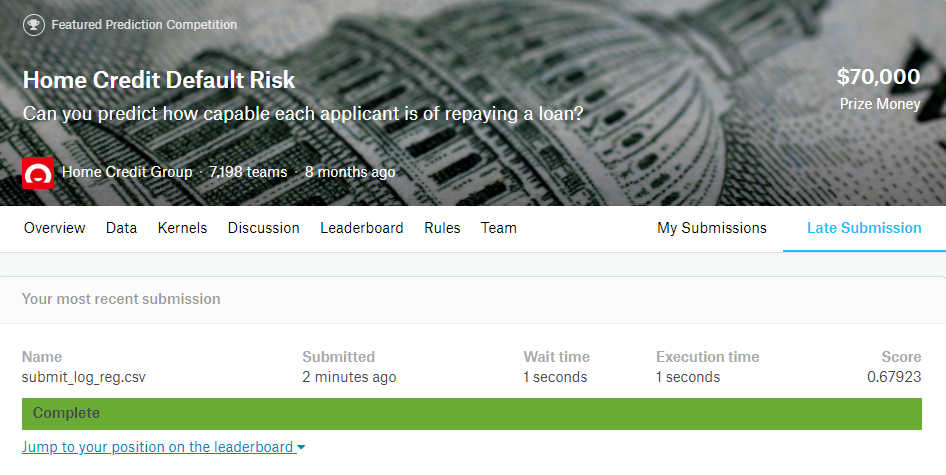 Featured Prediction Competition
Home Credit Default Risk
$70,000
Can you predict how capable each applicant is of repaying a loan?
Prize Money
Home Credit Group · 7,198 teams · 8 months ago
Overview Data Kernels Discussion Leaderboard Rules Team My Submissions Late Submission
Your most recent submission
Name Submitted Wait time Execution time Score
submit_log_reg.csv 2 minutes ago 1 seconds 1 seconds 0.67923
Complete
Jump to your position on the leaderboard